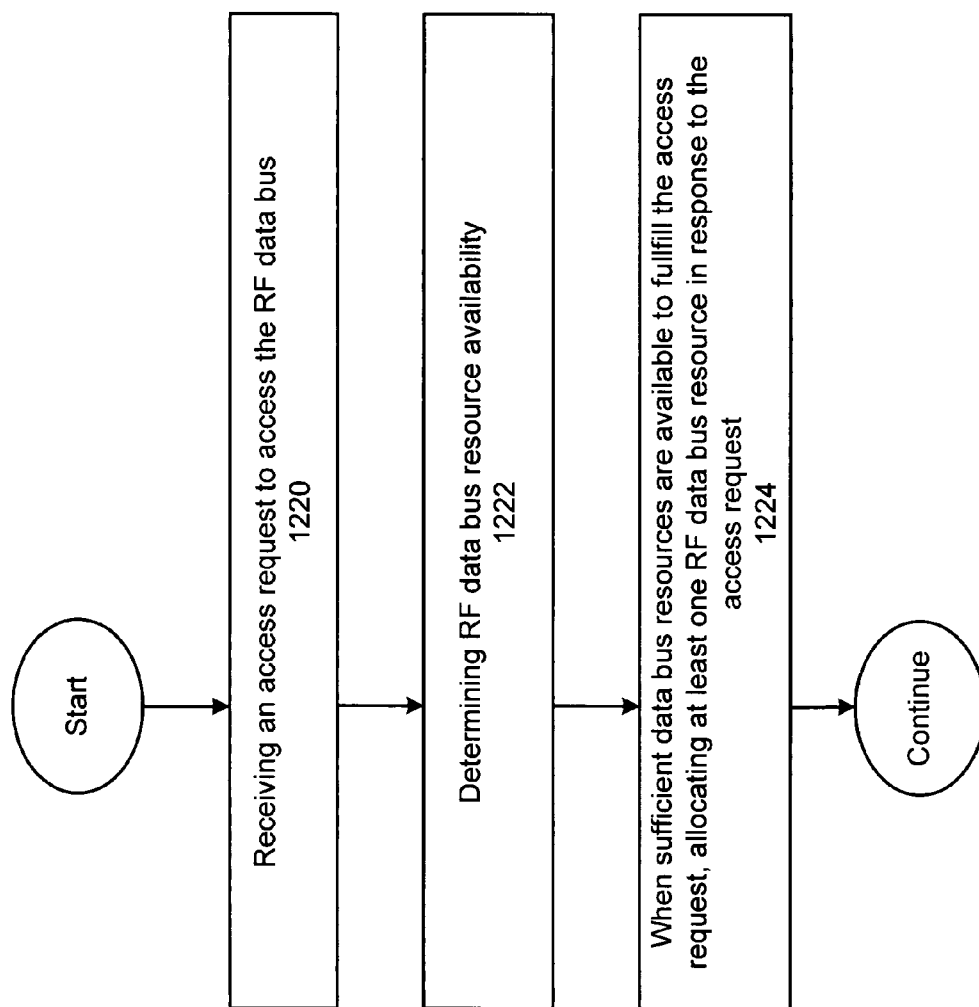 Start
Receiving an access request to access the RF data bus
1220
Determining RF data bus resource availability
1222
When sufficient data bus resources are available to fullfill the access
request, allocating at least one RF data bus resource in response to the
access request
1224
Continue